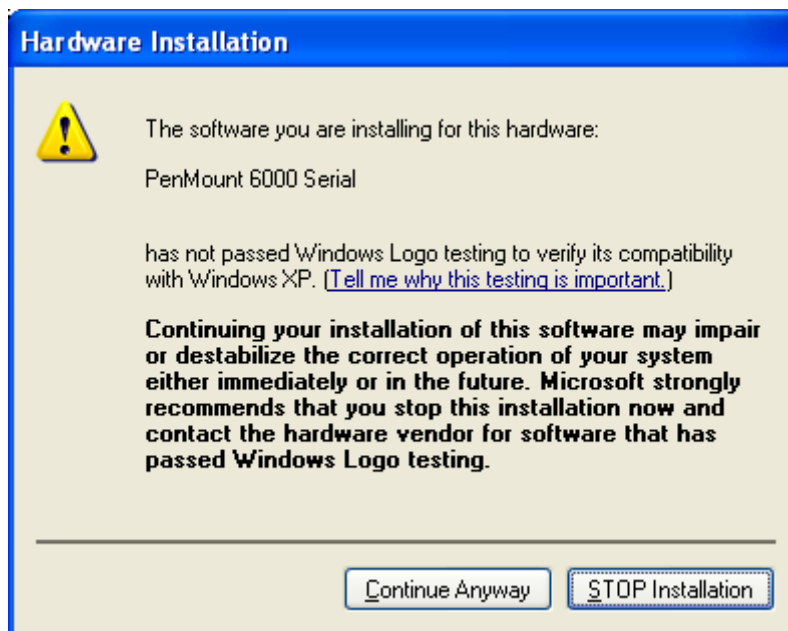 Hardware Installation
The software you are installing for this hardware:
PenMount 6000 Serial
has not passed Windows Logo testing to verify its compatibility
with Windows XP. (Tell me why this testing is important.)
Continuing your installation of this software may impair
or destabilize the correct operation of your system
either immediately or in the future. Microsoft strongly
recommends that you stop this installation now and
contact the hardware vendor for software that has
passed Windows Logo testing.
Continue Anyway STOP Installation